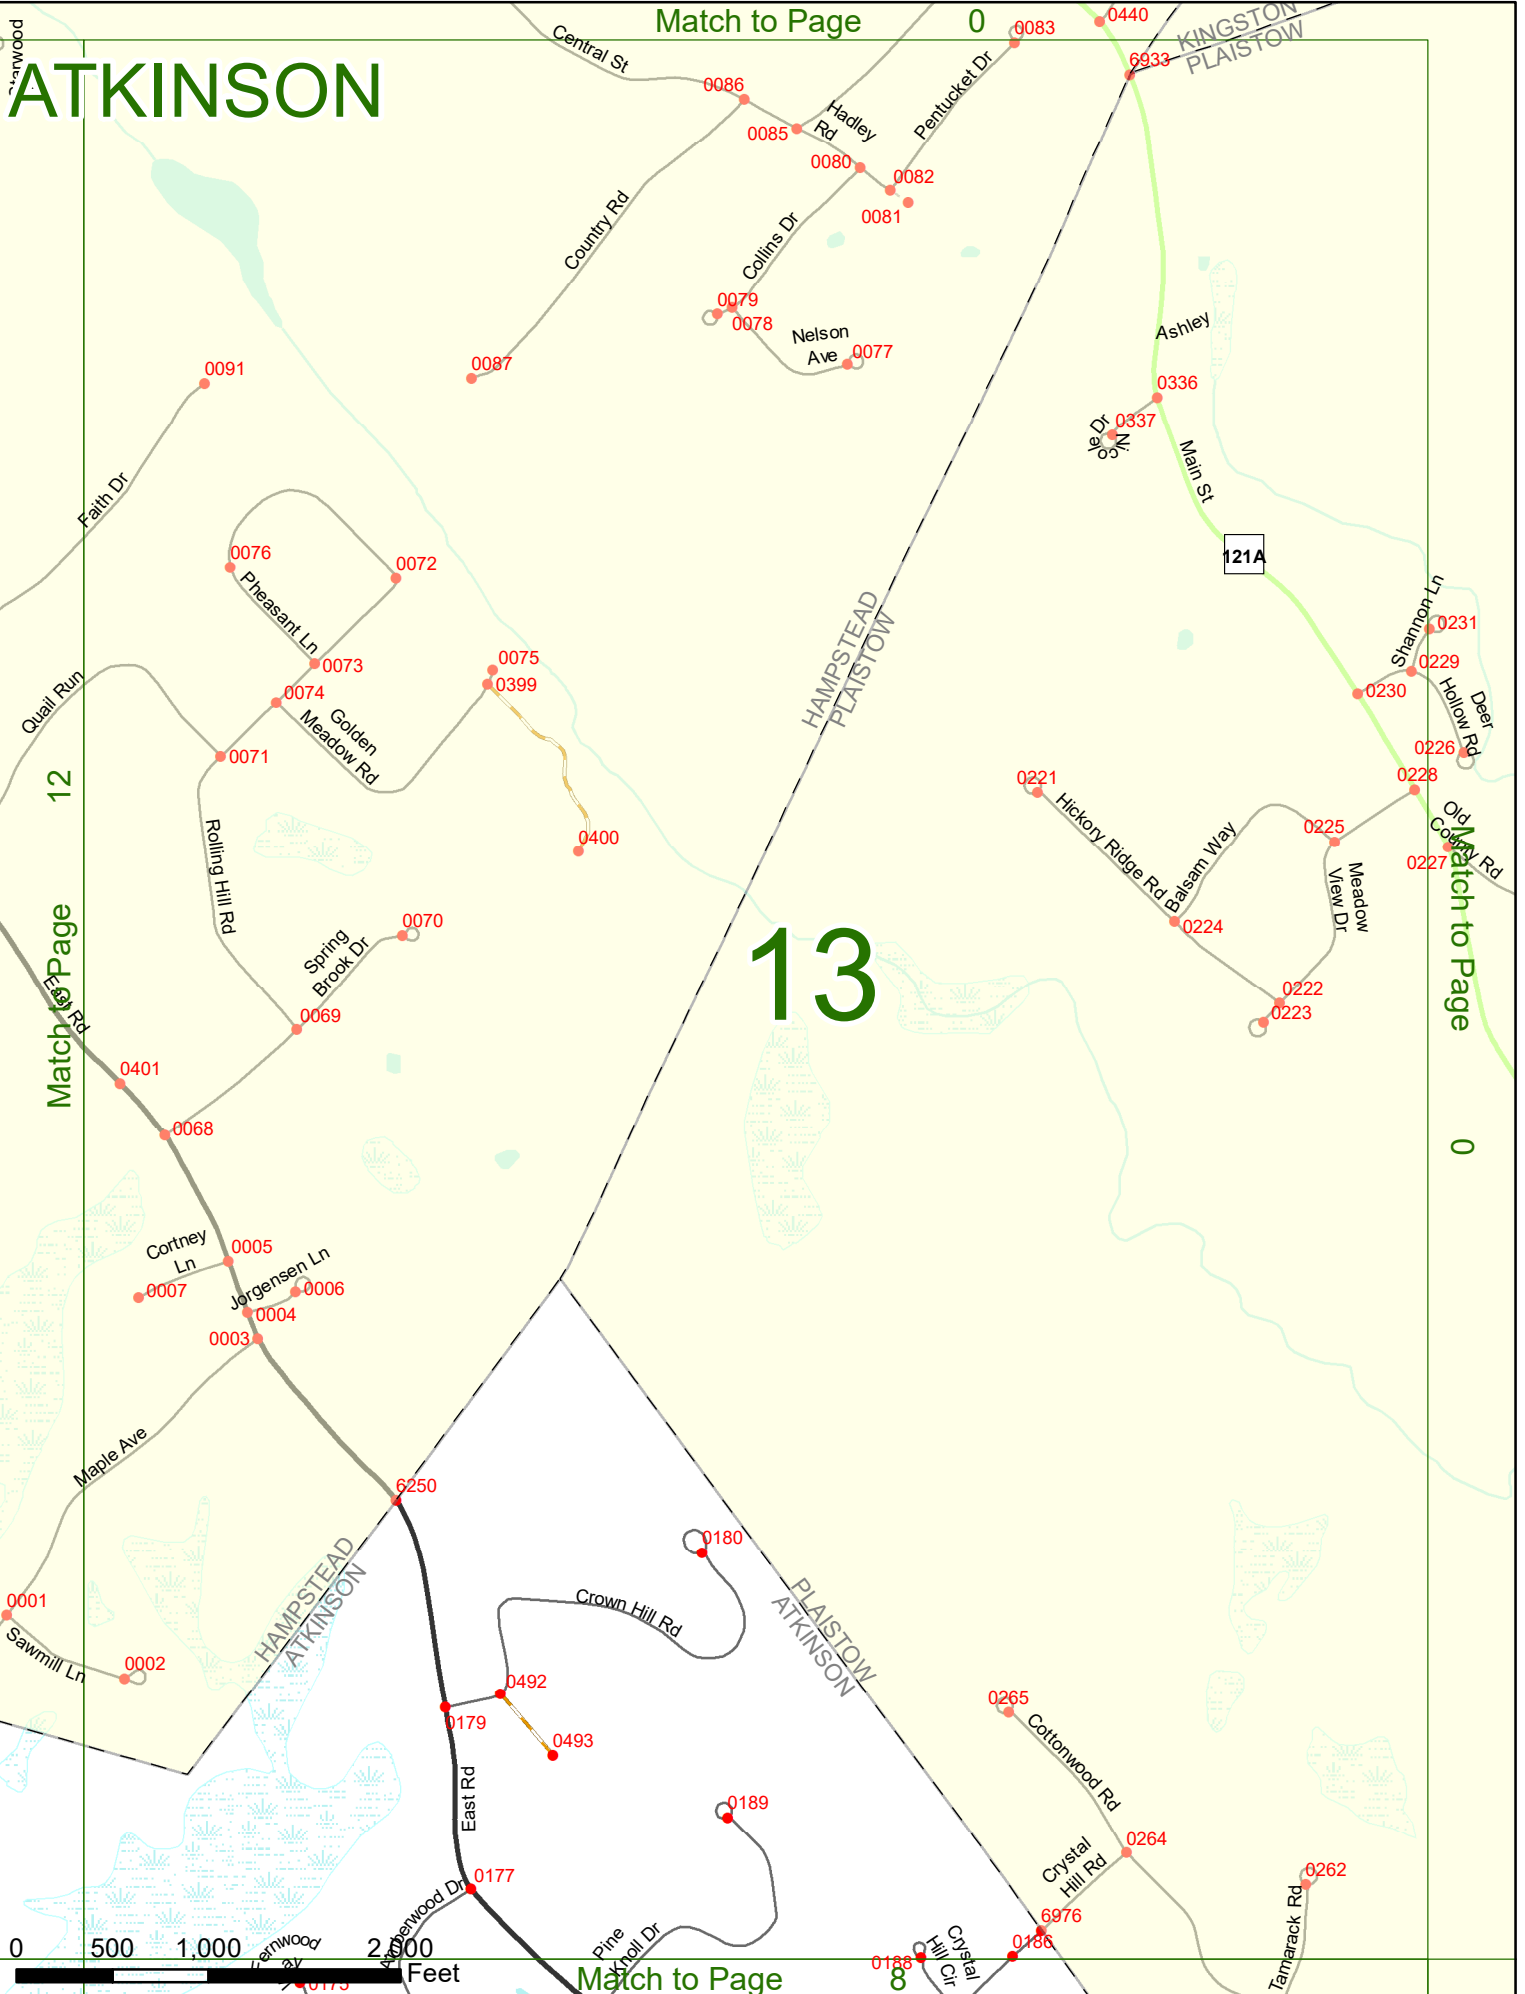 Match to Page 0
ATKINSON
13
KINGSTON
PLAISTOW
0440
0083
6933
Central St
0086
0085
Hadley
Rd
Pentucket Dr
0080
0082
0081
Country Rd
Collins Dr
0079
0078
Nelson
Ave
0077
0087
0091
Ashley
0336
0337
Nicole
Dr
Main St
121A
Faith Dr
0076
0072
Pheasant Ln
0073
0074
0075
0399
Golden
Meadow Rd
Quail Run
0071
HAMPSTEAD
PLAISTOW
Shannon Ln
0231
0229
0230
Deer
Hollow Rd
0226
0228
0221
Hickory Ridge Rd
Balsam Way
0225
Old
County Rd
0227
Meadow
View Dr
0224
0222
0223
Match to Page
12
Match to Page
0
Rolling Hill Rd
0400
0070
Spring
Brook Dr
0069
East Rd
0401
0068
Cortney
Ln
0005
0007
Jorgensen Ln
0006
0004
0003
Maple Ave
6250
0001
Sawmill Ln
0002
HAMPSTEAD
ATKINSON
0180
Crown Hill Rd
PLAISTOW
ATKINSON
0492
0179
0493
East Rd
0189
0265
Cottonwood Rd
0264
Crystal
Hill Rd
0262
Tamarack Rd
0177
Amberwood Dr
Pine
Knoll Dr
6976
0186
0188
Crystal
Hill Cir
0175
0 500 1,000 2,000
Feet
Match to Page 8